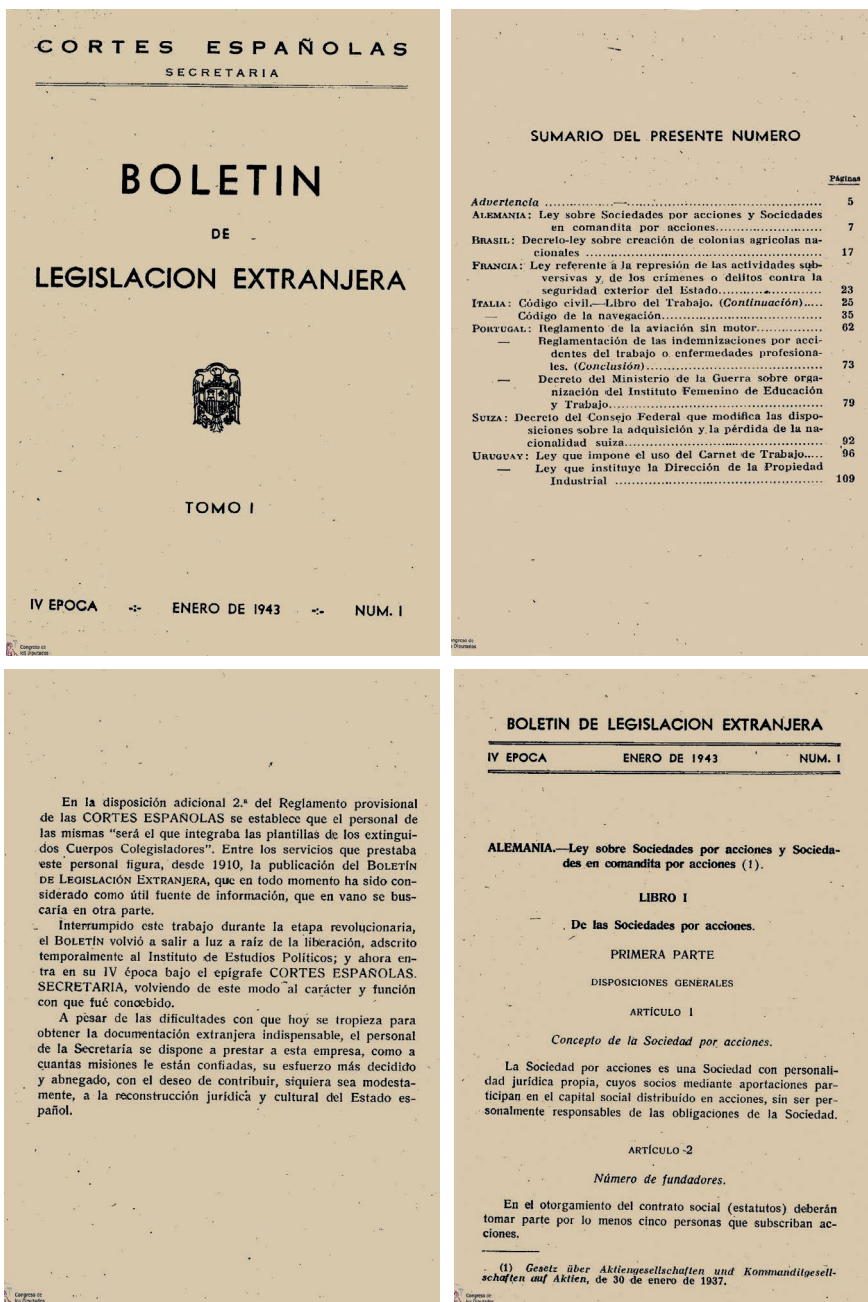 CORTES ESPAÑOLAS
SECRETARIA
BOLETIN
DE
LEGISLACION EXTRANJERA
TOMO I
IV EPOCA -:- ENERO DE 1943 -:- NUM. I
Congreso de
los Diputados
SUMARIO DEL PRESENTE NUMERO
Páginas
Advertencia ........................................................ 5
ALEMANIA: Ley sobre Sociedades por acciones y Sociedades
en comandita por acciones........................ 7
BRASIL: Decreto-ley sobre creación de colonias agrícolas na-
cionales ................................................ 17
FRANCIA: Ley referente a la represión de las actividades sub-
versivas y de los crímenes o delitos contra la
seguridad exterior del Estado....................... 23
ITALIA: Código civil.—Libro del Trabajo. (Continuación)..... 25
— Código de la navegación................................... 35
PORTUGAL: Reglamento de la aviación sin motor.............. 62
— Reglamentación de las indemnizaciones por acci-
dentes del trabajo o enfermedades profesiona-
les. (Conclusión)................................... 73
— Decreto del Ministerio de la Guerra sobre orga-
nización del Instituto Femenino de Educación
y Trabajo............................................. 79
SUIZA: Decreto del Consejo Federal que modifica las dispo-
siciones sobre la adquisición y la pérdida de la na-
cionalidad suiza........................................... 92
URUGUAY: Ley que impone el uso del Carnet de Trabajo..... 96
— Ley que instituye la Dirección de la Propiedad
Industrial ............................................. 109
ongreso de
s Diputados
En la disposición adicional 2.ª del Reglamento provisional
de las CORTES ESPAÑOLAS se establece que el personal de
las mismas "será el que integraba las plantillas de los extingui-
dos Cuerpos Colegisladores". Entre los servicios que prestaba
este personal figura, desde 1910, la publicación del BOLETÍN
DE LEGISLACIÓN EXTRANJERA, que en todo momento ha sido con-
siderado como útil fuente de información, que en vano se bus-
caría en otra parte.
Interrumpido este trabajo durante la etapa revolucionaria,
el BOLETÍN volvió a salir a luz a raíz de la liberación, adscrito
temporalmente al Instituto de Estudios Políticos; y ahora en-
tra en su IV época bajo el epígrafe CORTES ESPAÑOLAS.
SECRETARIA, volviendo de este modo al carácter y función
con que fué concebido.
A pesar de las dificultades con que hoy se tropieza para
obtener la documentación extranjera indispensable, el personal
de la Secretaría se dispone a prestar a esta empresa, como a
cuantas misiones le están confiadas, su esfuerzo más decidido
y abnegado, con el deseo de contribuir, siquiera sea modesta-
mente, a la reconstrucción jurídica y cultural del Estado es-
pañol.
Congreso de
los Diputados
BOLETIN DE LEGISLACION EXTRANJERA
IV EPOCA ENERO DE 1943 NUM. I
ALEMANIA.—Ley sobre Sociedades por acciones y Socieda-
des en comandita por acciones (1).
LIBRO I
De las Sociedades por acciones.
PRIMERA PARTE
DISPOSICIONES GENERALES
ARTÍCULO 1
Concepto de la Sociedad por acciones.
La Sociedad por acciones es una Sociedad con personali-
dad jurídica propia, cuyos socios mediante aportaciones par-
ticipan en el capital social distribuído en acciones, sin ser per-
sonalmente responsables de las obligaciones de la Sociedad.
ARTÍCULO 2
Número de fundadores.
En el otorgamiento del contrato social (estatutos) deberán
tomar parte por lo menos cinco personas que subscriban ac-
ciones.
(1) Gesetz über Aktiengesellschaften und Kommanditgesell-
schaften auf Aktien, de 30 de enero de 1937.
Congreso de
los Diputados